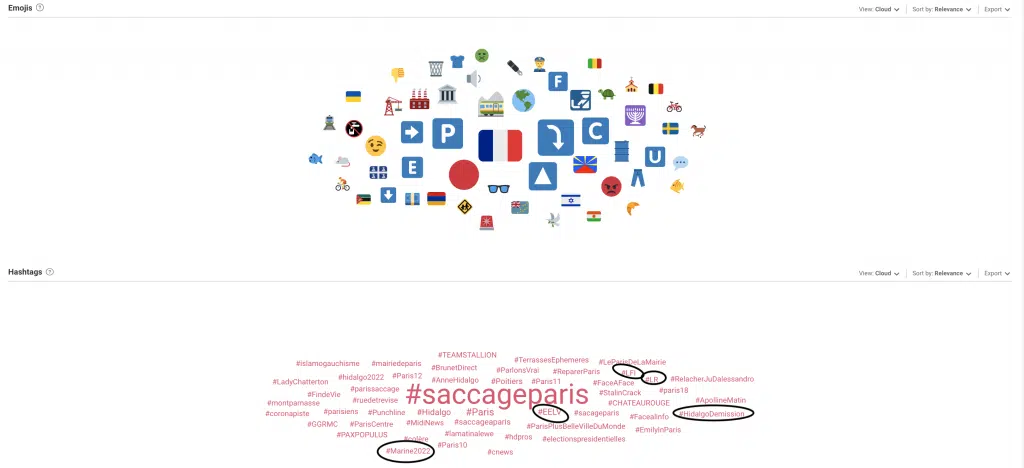 Emojis ?
View: Cloud Sort by: Relevance Export
F
P
C
E
U
Hashtags ?
View: Cloud Sort by: Relevance Export
#TEAMSTALLION
#islamogauchisme #mairiedeparis #TerrassesEphemeres #LeParisDeLaMairie
#BrunetDirect #ParlonsVrai #ReparerParis #LFI
#LadyChatterton #hidalgo2022 #Paris12 #AnneHidalgo #Poitiers #Paris11 #FaceAFace #LR #RelacherJuDalessandro
#FindeVie #parissaccage #saccageparis #StalinCrack #paris18
#montparnasse #ruedetrevise #CHATEAUROUGE #ApollineMatin
#coronapiste #parisiens #Punchline #Hidalgo #Paris #EELV #sacageparis #FaceaInfo #HidalgoDemission
#GGRMC #ParisCentre #MidiNews #saccageaparis #ParisPlusBelleVilleDuMonde #EmilyInParis
#PAXPOPULUS #colère #lamatinalewe #hdpros #electionspresidentielles
#Marine2022 #Paris10 #cnews